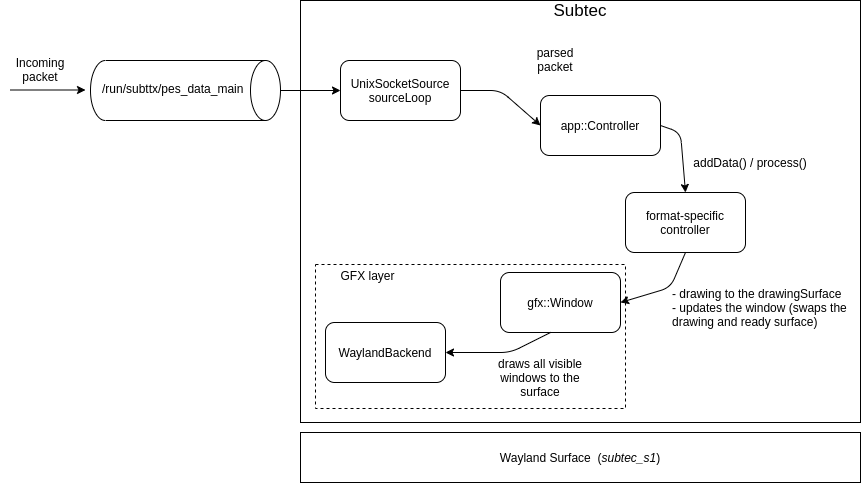 Subtec
Incoming
packet
/run/subttx/pes_data_main
UnixSocketSource
sourceLoop
parsed
packet
app::Controller
addData() / process()
format-specific
controller
GFX layer
gfx::Window
- drawing to the drawingSurface
- updates the window (swaps the
drawing and ready surface)
WaylandBackend
draws all visible
windows to the
surface
Wayland Surface (subtec_s1)